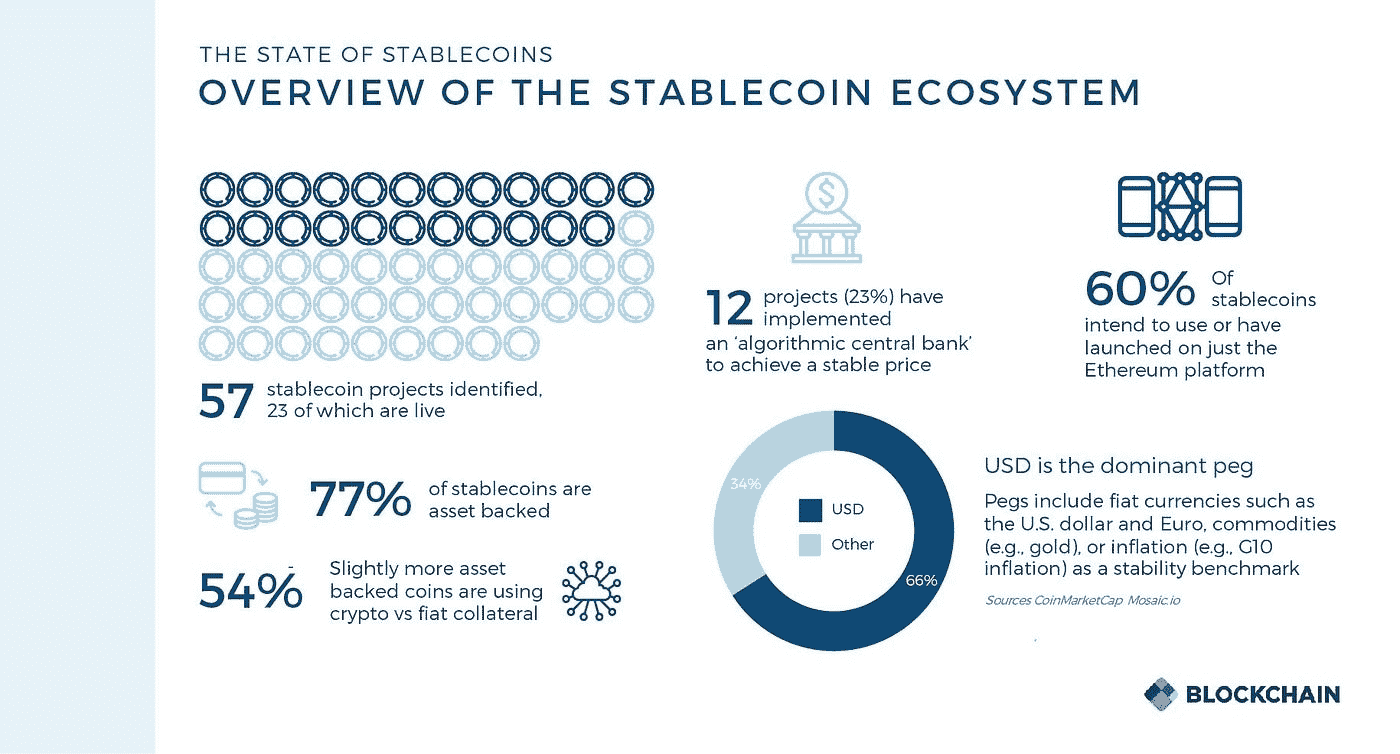 THE STATE OF STABLECOINS
OVERVIEW OF THE STABLECOIN ECOSYSTEM
57 stablecoin projects identified,
23 of which are live
77% of stablecoins are
asset backed
54% Slightly more asset
backed coins are using
crypto vs fiat collateral
$
12 projects (23%) have
implemented
an ‘algorithmic central bank’
to achieve a stable price
60% Of
stablecoins
intend to use or have
launched on just the
Ethereum platform
34%
USD
Other
66%
USD is the dominant peg
Pegs include fiat currencies such as
the U.S. dollar and Euro, commodities
(e.g., gold), or inflation (e.g., G10
inflation) as a stability benchmark
Sources CoinMarketCap Mosaic.io
BLOCKCHAIN